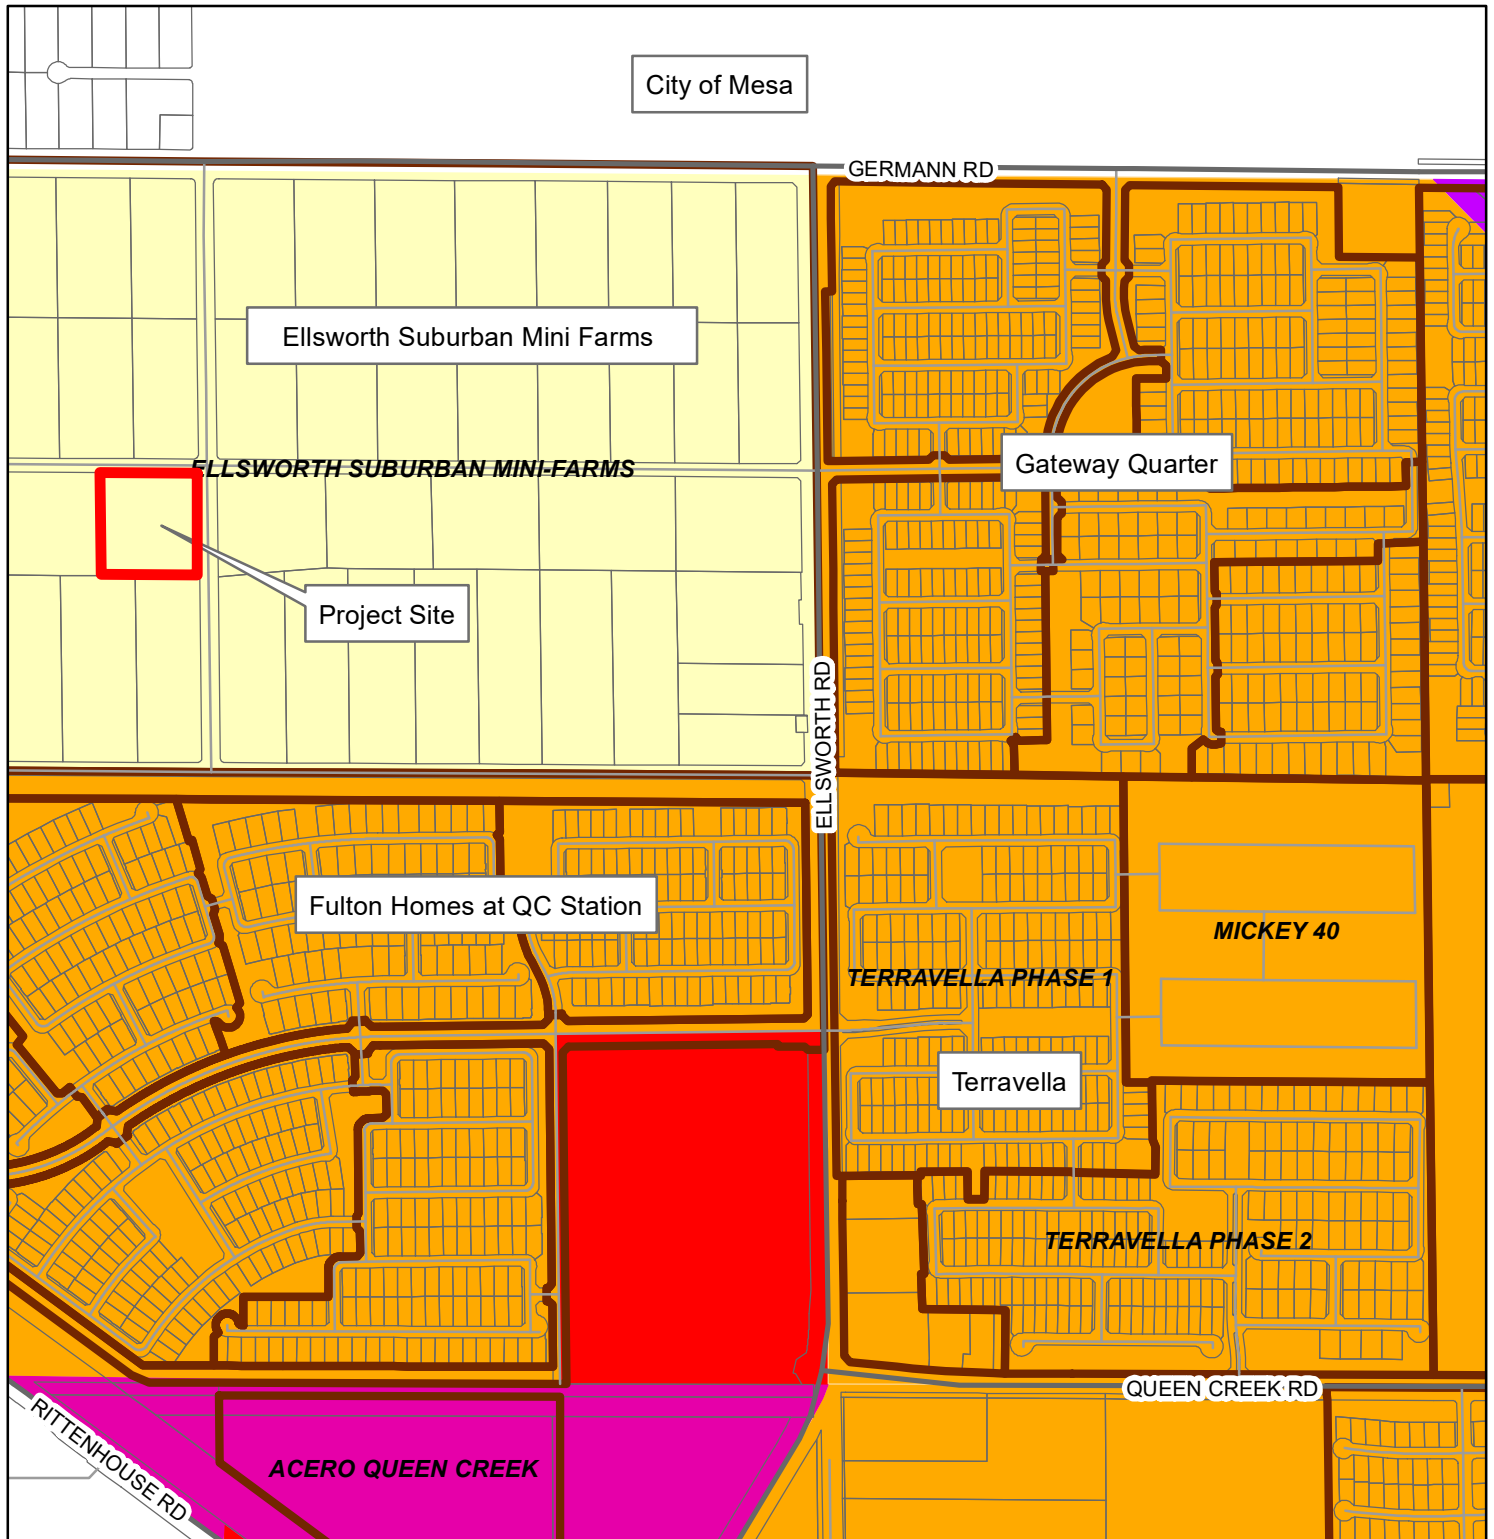 City of Mesa
GERMANN RD
Ellsworth Suburban Mini Farms
Gateway Quarter
ELLSWORTH SUBURBAN MINI-FARMS
Project Site
ELLSWORTH RD
Fulton Homes at QC Station
MICKEY 40
TERRAVELLA PHASE 1
Terravella
TERRAVELLA PHASE 2
QUEEN CREEK RD
RITTENHOUSE RD
ACERO QUEEN CREEK